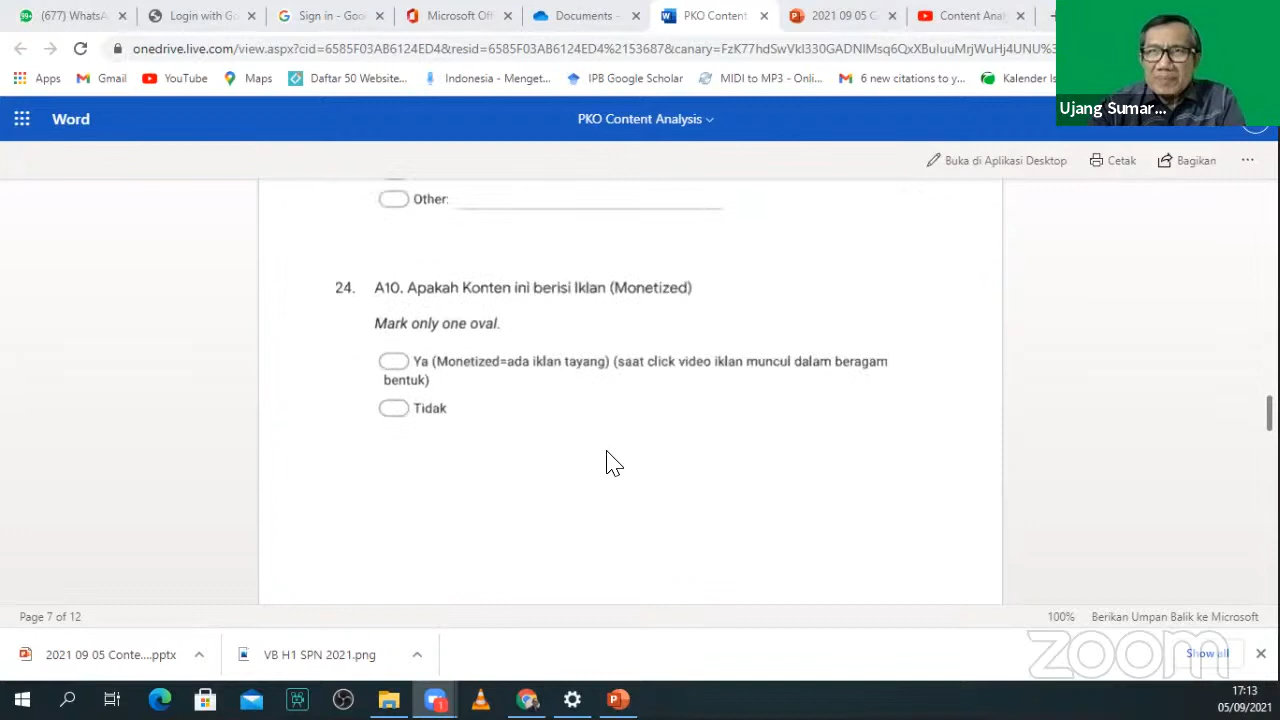 (677) WhatsA
Login with Go
Sign in - Goo
Microsoft Off
Documents -
PKO Content
2021 09 05 C
Content Anal
onedrive.live.com/view.aspx?cid=6585F03AB6124ED4&resid=6585F03AB6124ED4%2153687&canary=
Apps
Gmail
YouTube
Maps
Daftar 50 Website...
Indonesia - Menget...
IPB Google Scholar
MIDI to MP3 - Onli...
6 new citations to y...
Kalender Is
Ujang Sumar...
Word
PKO Content Analysis
Buka di Aplikasi Desktop
Cetak
Bagikan
Other:
24. A10. Apakah Konten ini berisi Iklan (Monetized)
Mark only one oval.
Ya (Monetized=ada iklan tayang) (saat click video iklan muncul dalam beragam
bentuk)
Tidak
Page 7 of 12
100%
Berikan Umpan Balik ke Microsoft
2021 09 05 Conte....pptx
VB H1 SPN 2021.png
zoom
Show all
17:13
05/09/2021